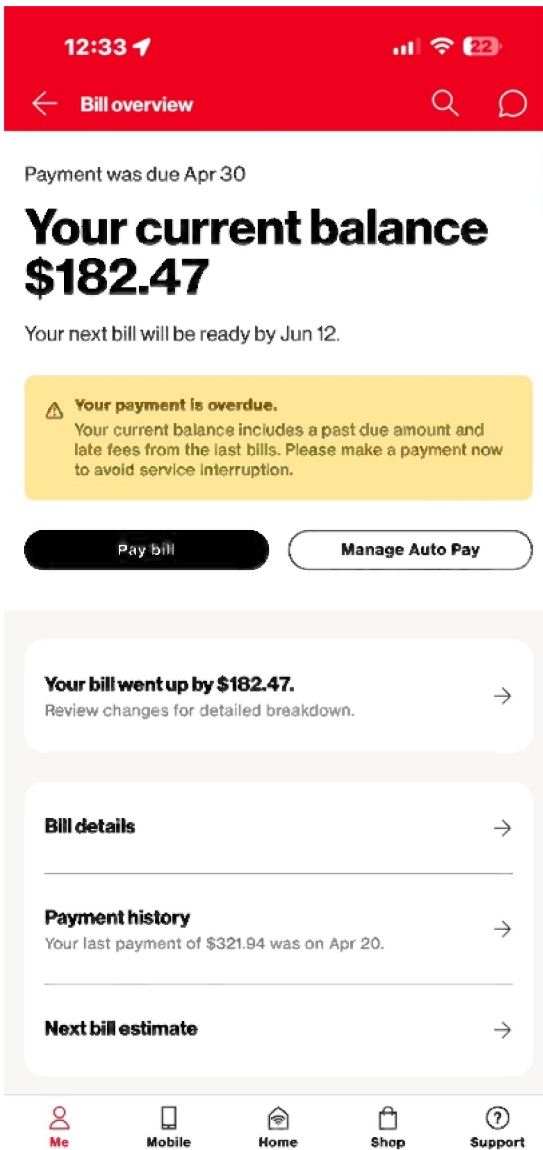 12:33
22
Bill overview
Payment was due Apr 30
Your current balance
$182.47
Your next bill will be ready by Jun 12.
Your payment is overdue.
Your current balance includes a past due amount and
late fees from the last bills. Please make a payment now
to avoid service interruption.
Pay bill
Manage Auto Pay
Your bill went up by $182.47.
Review changes for detailed breakdown.
Bill details
Payment history
Your last payment of $321.94 was on Apr 20.
Next bill estimate
Me
Mobile
Home
Shop
Support